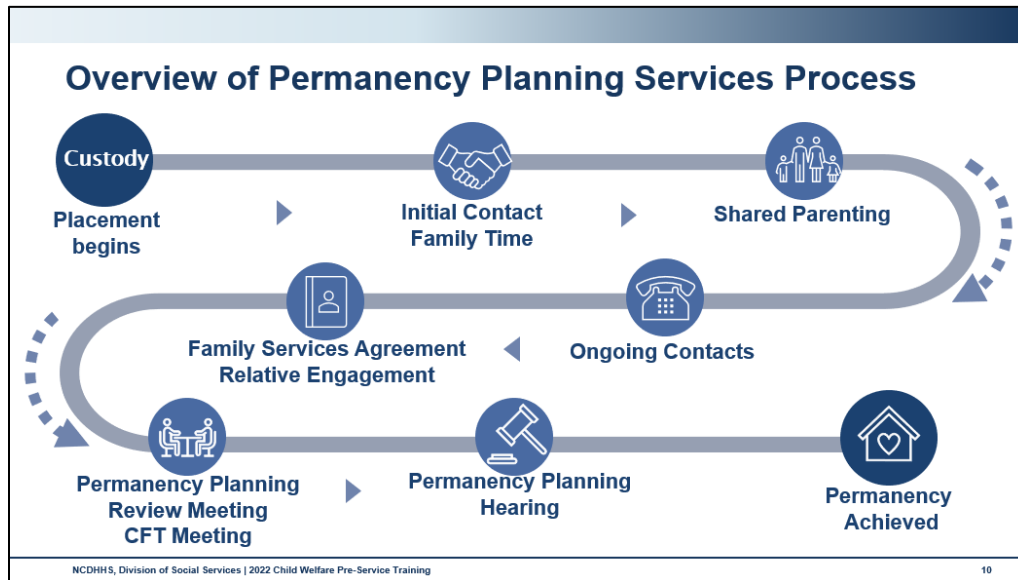 Overview of Permanency Planning Services Process
Custody
Placement
begins
Initial Contact
Family Time
Shared Parenting
Ongoing Contacts
Family Services Agreement
Relative Engagement
Permanency Planning
Review Meeting
CFT Meeting
Permanency Planning
Hearing
Permanency
Achieved
NCDHHS, Division of Social Services | 2022 Child Welfare Pre-Service Training
10